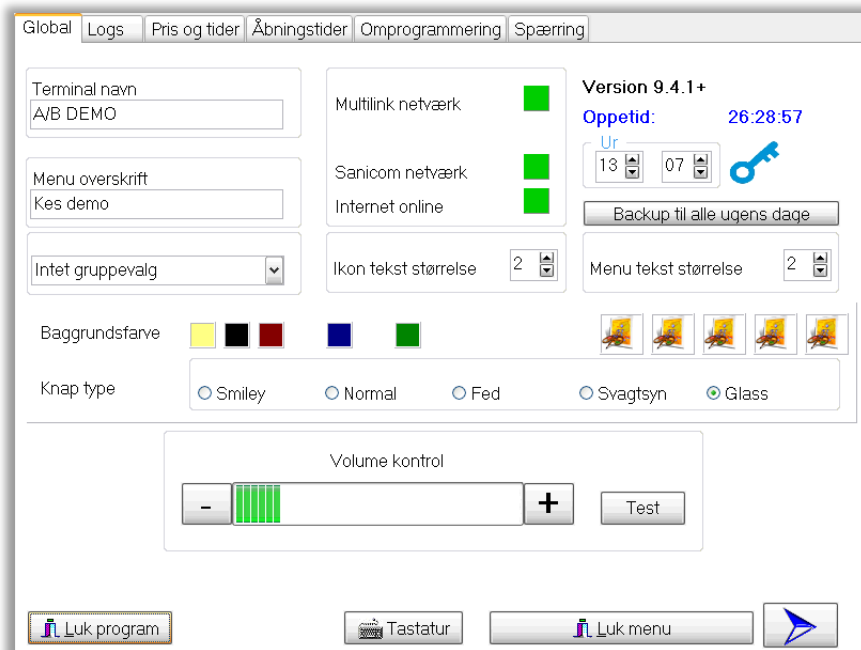 Global Logs Pris og tider Åbningstider Omprogrammering Spærring
Terminal navn
A/B DEMO
Multilink netværk
Version 9.4.1+
Oppetid: 26:28:57
Ur
13 07
Menu overskrift
Kes demo
Sanicom netværk
Internet online
Backup til alle ugens dage
Intet gruppevalg
Ikon tekst størrelse 2
Menu tekst størrelse 2
Baggrundsfarve
Knap type
Smiley Normal Fed Svagtsyn Glass
Volume kontrol
- + Test
Luk program Tastatur Luk menu